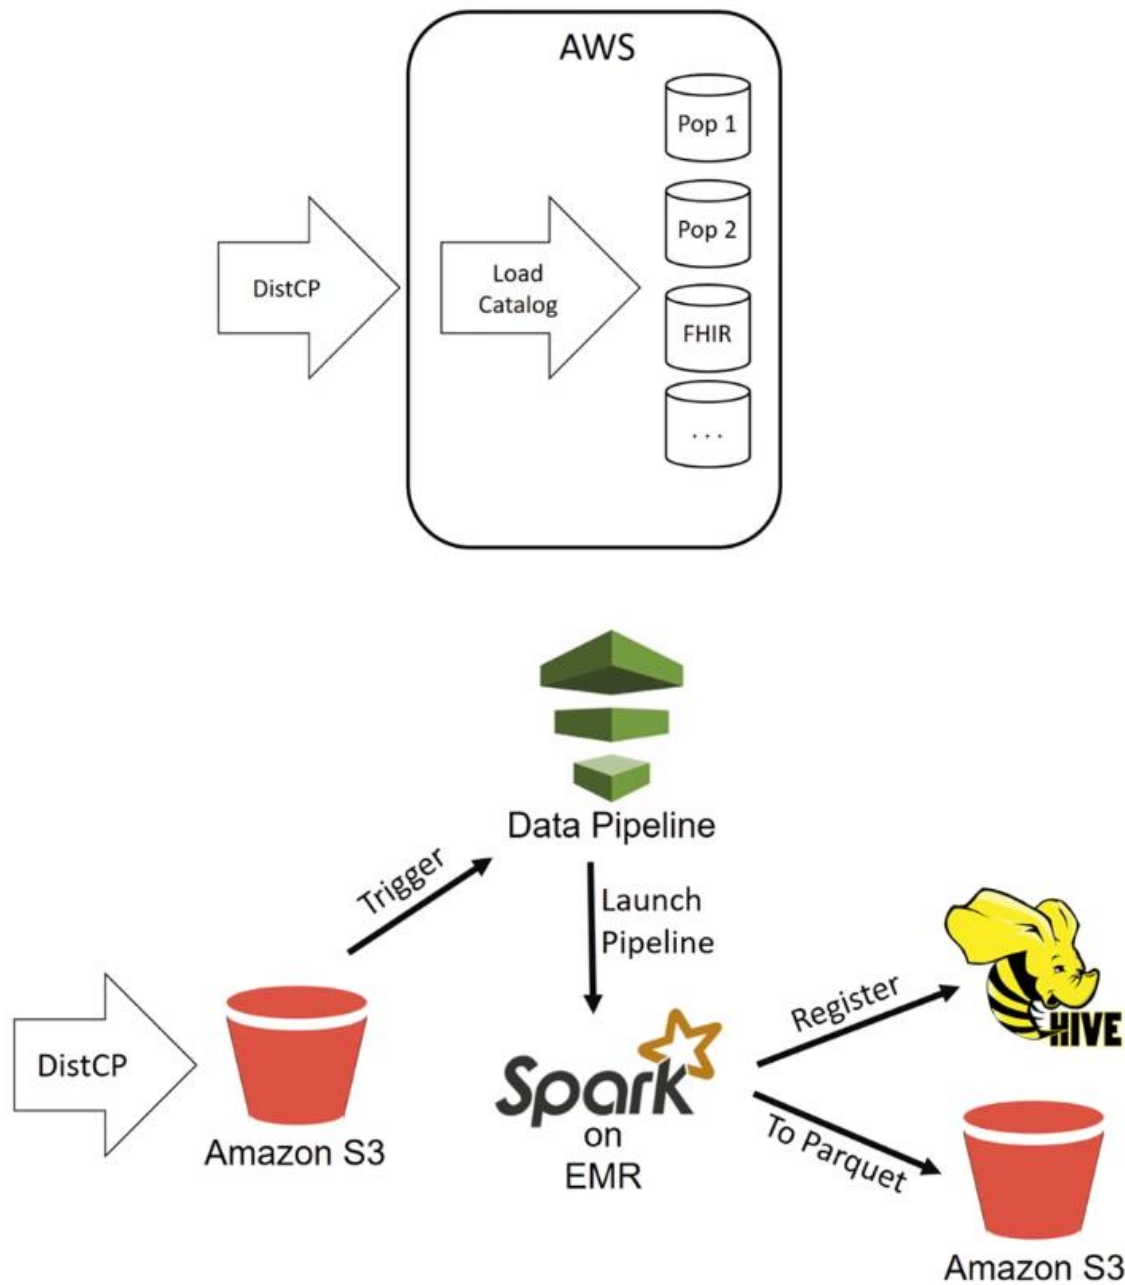 AWS
Pop 1
Pop 2
DistCP
Load
Catalog
FHIR
. . .
Data Pipeline
Trigger
Launch
Pipeline
Register
HIVE
DistCP
Spark
on
EMR
To Parquet
Amazon S3
Amazon S3